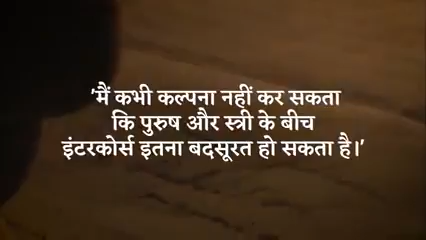 'मैं कभी कल्पना नहीं कर सकता
कि पुरुष और स्त्री के बीच
इंटरकोर्स इतना बदसूरत हो सकता है।'